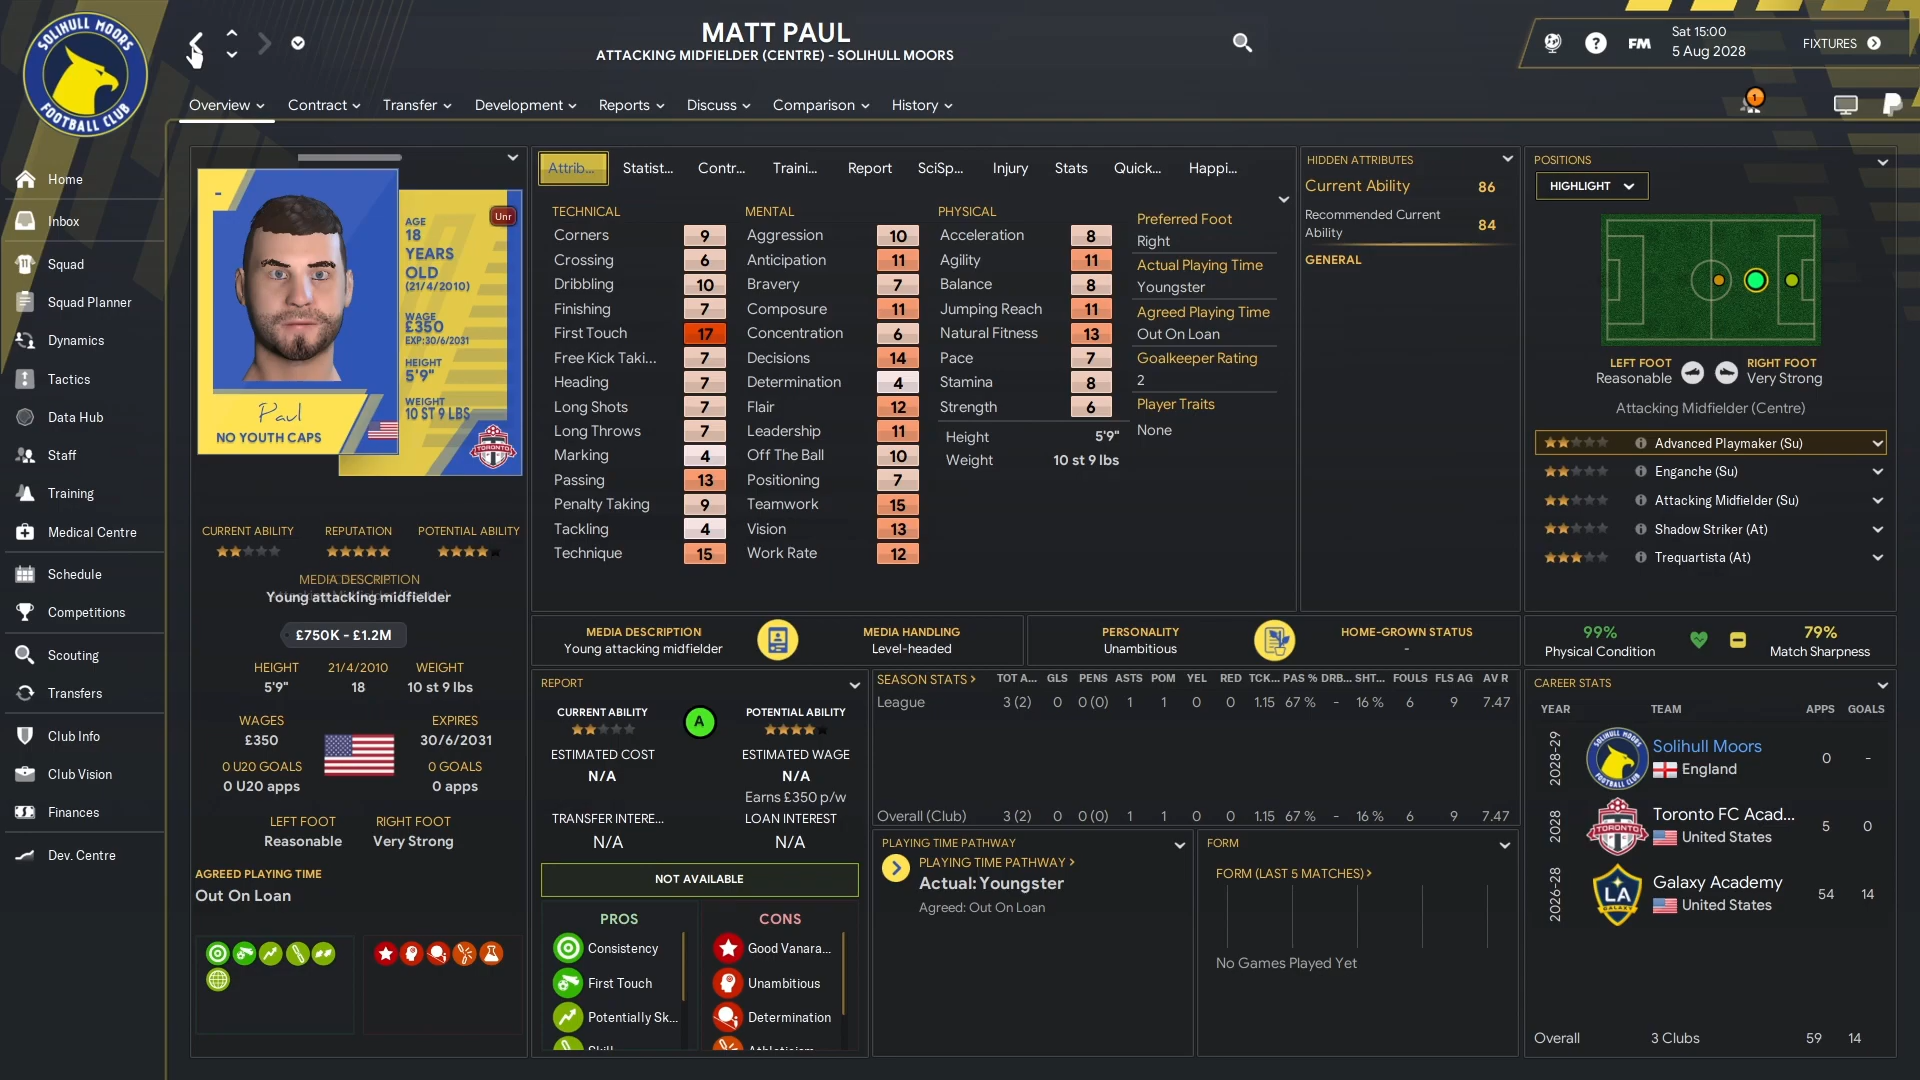 MATT PAUL
ATTACKING MIDFIELDER (CENTRE) - SOLIHULL MOORS
SOLIHULL MOORS
FOOTBALL CLUB
FM
Sat 15:00
5 Aug 2028
FIXTURES
1
Overview
Contract
Transfer
Development
Reports
Discuss
Comparison
History
Home
Inbox
Squad
Squad Planner
Dynamics
Tactics
Data Hub
Staff
Training
Medical Centre
Schedule
Competitions
Scouting
Transfers
Club Info
Club Vision
Finances
Dev. Centre
Unr
AGE
18
YEARS
OLD
(21/4/2010)
WAGE
£350
EXP:30/6/2031
HEIGHT
5'9"
WEIGHT
10 ST 9 LBS
Paul
NO YOUTH CAPS
TORONTO
CURRENT ABILITY
REPUTATION
POTENTIAL ABILITY
MEDIA DESCRIPTION
Young attacking midfielder
£750K - £1.2M
HEIGHT 21/4/2010 WEIGHT
5'9" 18 10 st 9 lbs
WAGES EXPIRES
£350 30/6/2031
0 U20 GOALS 0 GOALS
0 U20 apps 0 apps
LEFT FOOT RIGHT FOOT
Reasonable Very Strong
AGREED PLAYING TIME
Out On Loan
Attrib... Statist... Contr... Traini... Report SciSp... Injury Stats Quick... Happi...
TECHNICAL
Corners 9
Crossing 6
Dribbling 10
Finishing 7
First Touch 17
Free Kick Taki... 7
Heading 7
Long Shots 7
Long Throws 7
Marking 4
Passing 13
Penalty Taking 9
Tackling 4
Technique 15
MENTAL
Aggression 10
Anticipation 11
Bravery 7
Composure 11
Concentration 6
Decisions 14
Determination 4
Flair 12
Leadership 11
Off The Ball 10
Positioning 7
Teamwork 15
Vision 13
Work Rate 12
PHYSICAL
Acceleration 8
Agility 11
Balance 8
Jumping Reach 11
Natural Fitness 13
Pace 7
Stamina 8
Strength 6
Height 5'9"
Weight 10 st 9 lbs
Preferred Foot
Right
Actual Playing Time
Youngster
Agreed Playing Time
Out On Loan
Goalkeeper Rating
2
Player Traits
None
HIDDEN ATTRIBUTES
Current Ability 86
Recommended Current
Ability 84
GENERAL
POSITIONS
HIGHLIGHT
LEFT FOOT
Reasonable
RIGHT FOOT
Very Strong
Attacking Midfielder (Centre)
Advanced Playmaker (Su)
Enganche (Su)
Attacking Midfielder (Su)
Shadow Striker (At)
Trequartista (At)
MEDIA DESCRIPTION
Young attacking midfielder
MEDIA HANDLING
Level-headed
PERSONALITY
Unambitious
HOME-GROWN STATUS
-
99%
Physical Condition
79%
Match Sharpness
REPORT
CURRENT ABILITY
A
POTENTIAL ABILITY
ESTIMATED COST
N/A
ESTIMATED WAGE
N/A
Earns £350 p/w
TRANSFER INTERE...
N/A
LOAN INTEREST
N/A
NOT AVAILABLE
PROS
Consistency
First Touch
Potentially Sk...
Skill
CONS
Good Vanara...
Unambitious
Determination
Athleticism
SEASON STATS TOT A... GLS PENS ASTS POM YEL RED TCK... PAS % DRB... SHT... FOULS FLS AG AV R
League 3 (2) 0 0 (0) 1 1 0 0 1.15 67 % - 16 % 6 9 7.47
Overall (Club) 3 (2) 0 0 (0) 1 1 0 0 1.15 67 % - 16 % 6 9 7.47
PLAYING TIME PATHWAY
PLAYING TIME PATHWAY
Actual: Youngster
Agreed: Out On Loan
FORM
FORM (LAST 5 MATCHES)
No Games Played Yet
CAREER STATS
YEAR TEAM APPS GOALS
2028-29 Solihull Moors 0 -
England
2028 Toronto FC Acad... 5 0
United States
2026-28 Galaxy Academy 54 14
United States
LA
GALAXY
TORONTO
Overall 3 Clubs 59 14